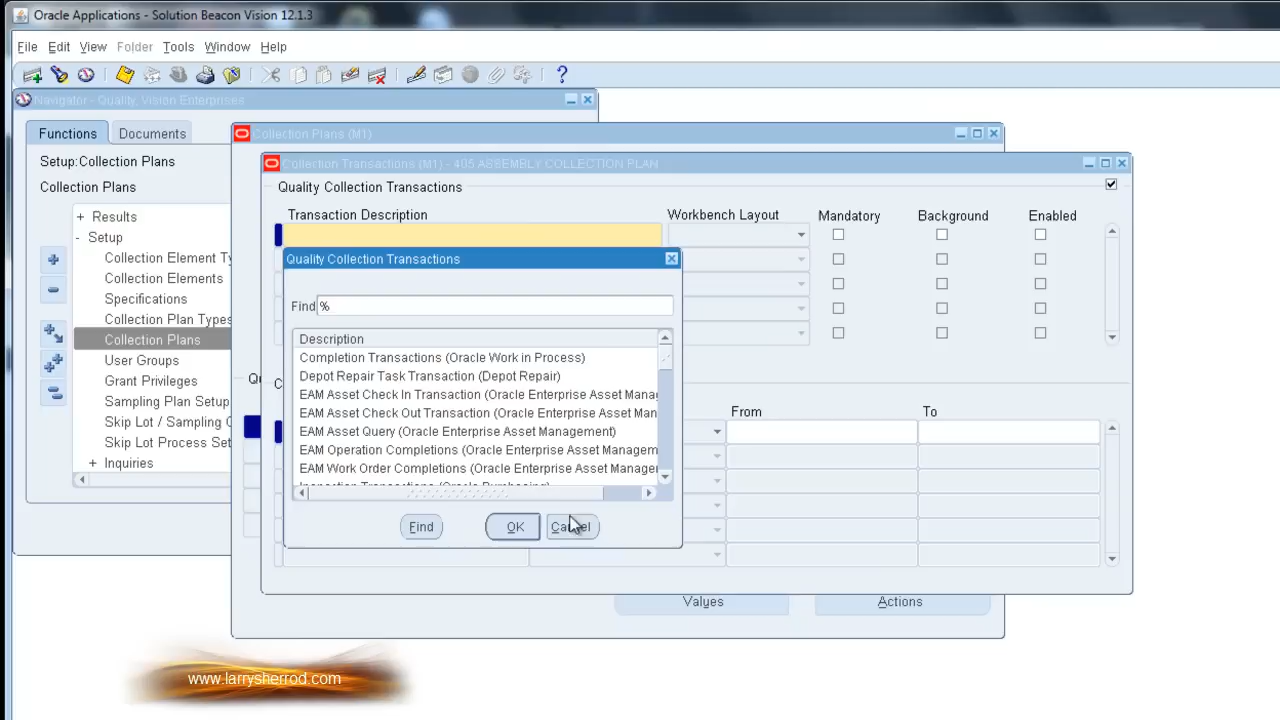 Oracle Applications - Solution Beacon Vision 12.1.3
File Edit View Folder Tools Window Help
Navigator - Quality, Vision Enterprises
Functions Documents
Setup:Collection Plans
Collection Plans
+ Results
- Setup
Collection Element Ty
Collection Elements
Specifications
Collection Plan Types
Collection Plans
User Groups
Grant Privileges
Sampling Plan Setup
Skip Lot / Sampling C
Skip Lot Process Set
+ Inquiries
Collection Plans (M1)
Collection Transactions (M1) - 405 ASSEMBLY COLLECTION PLAN
Quality Collection Transactions
Transaction Description Workbench Layout Mandatory Background Enabled
Quality Collection Transactions
Find %
Description
Completion Transactions (Oracle Work in Process)
Depot Repair Task Transaction (Depot Repair)
EAM Asset Check In Transaction (Oracle Enterprise Asset Manag
EAM Asset Check Out Transaction (Oracle Enterprise Asset Man
EAM Asset Query (Oracle Enterprise Asset Management)
EAM Operation Completions (Oracle Enterprise Asset Managem
EAM Work Order Completions (Oracle Enterprise Asset Manager
Inspection Transactions (Oracle Purchasing)
Find OK Cancel
Qu
C
From To
Values Actions
www.larrysherrod.com